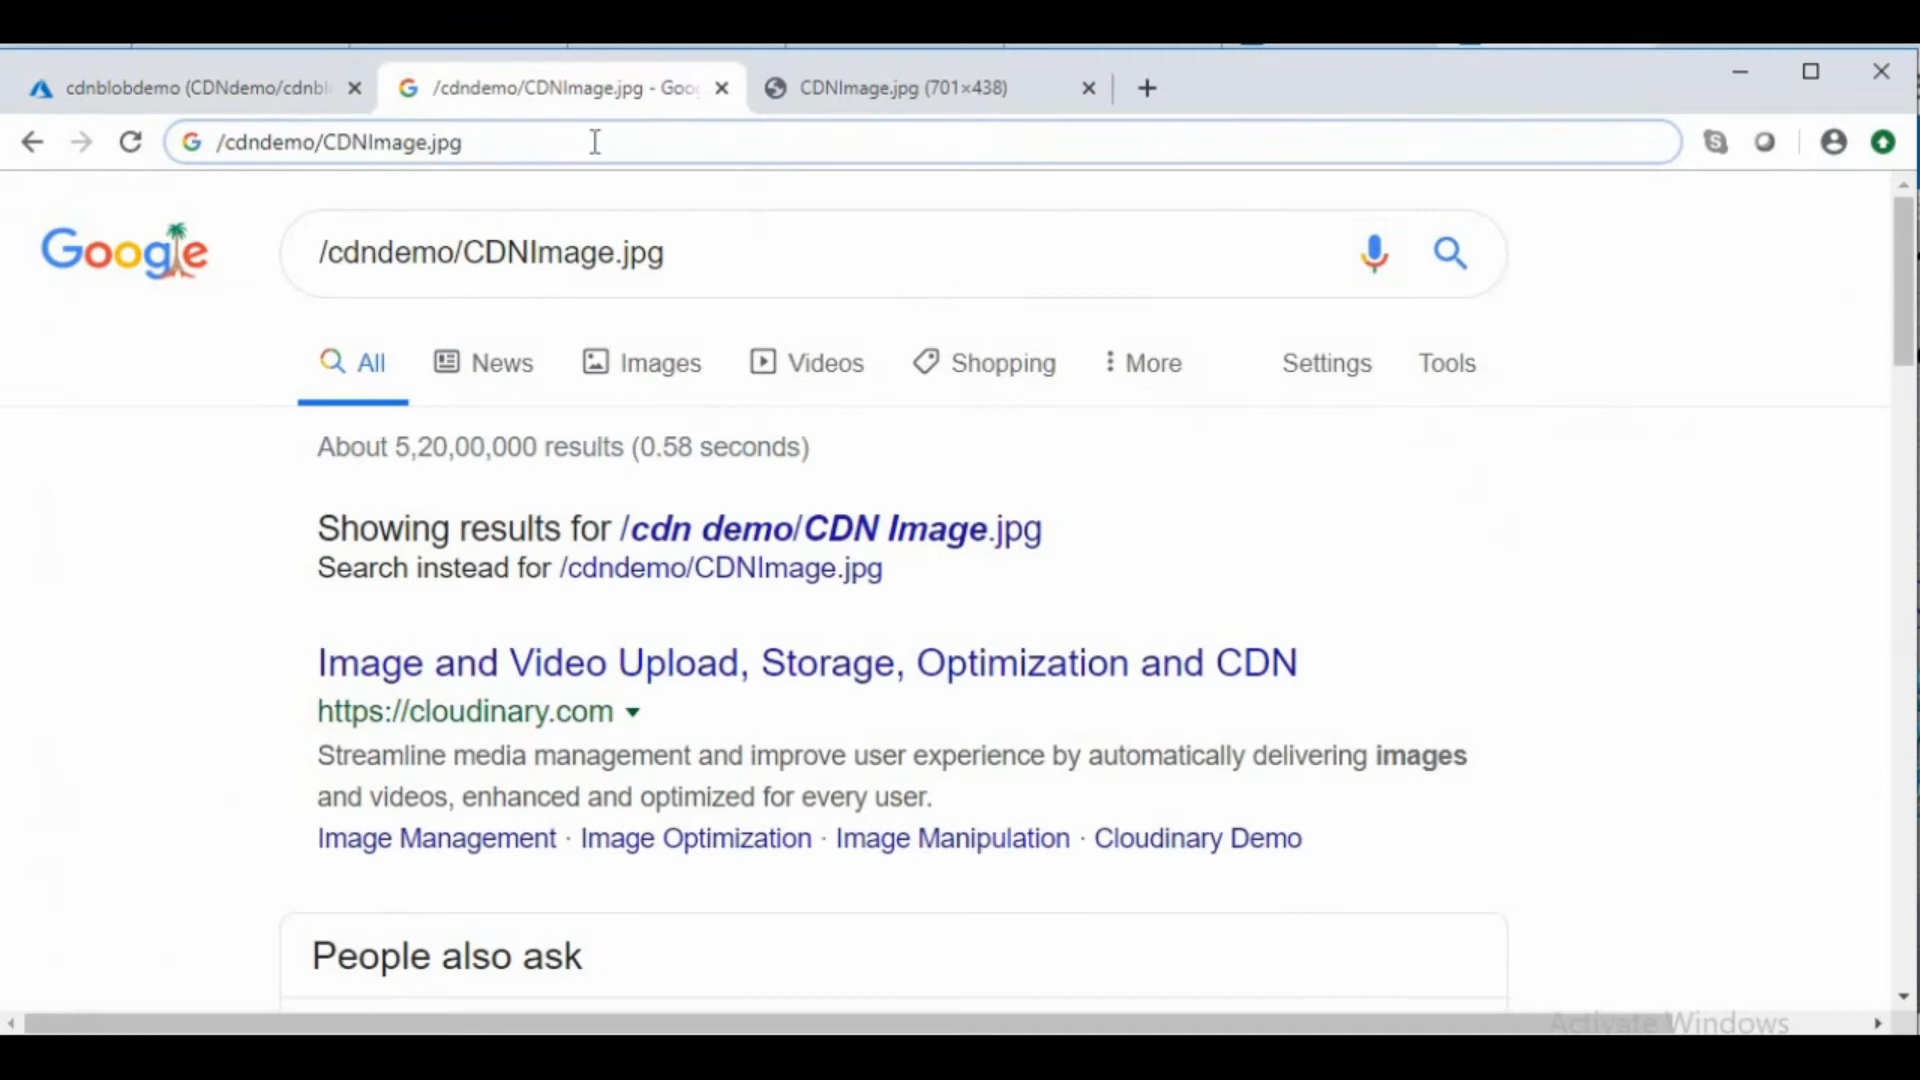 cdnblobdemo (CDNdemo/cdnbl
/cdndemo/CDNImage.jpg - Goo
CDNImage.jpg (701×438)
/cdndemo/CDNImage.jpg
Google
/cdndemo/CDNImage.jpg
All
News
Images
Videos
Shopping
More
Settings
Tools
About 5,20,00,000 results (0.58 seconds)
Showing results for /cdn demo/CDN Image.jpg
Search instead for /cdndemo/CDNImage.jpg
Image and Video Upload, Storage, Optimization and CDN
https://cloudinary.com
Streamline media management and improve user experience by automatically delivering images
and videos, enhanced and optimized for every user.
Image Management · Image Optimization · Image Manipulation · Cloudinary Demo
People also ask
Activate Windows